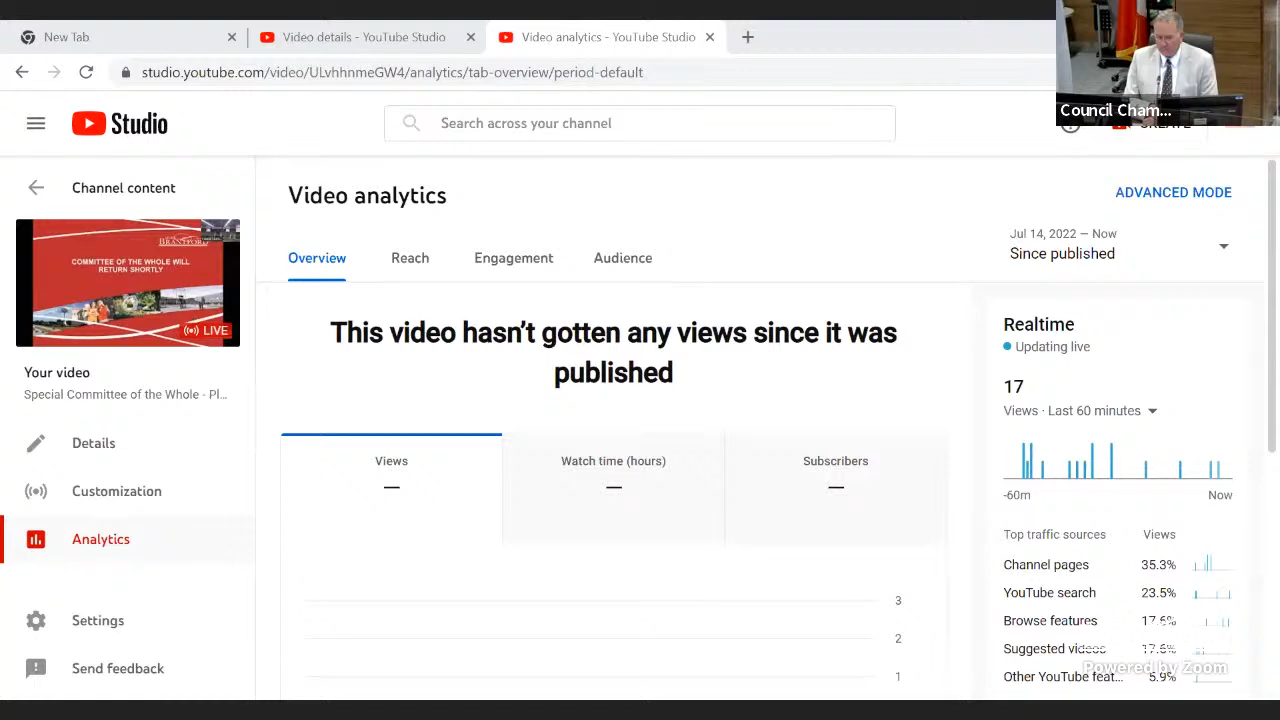 New Tab
Video details - YouTube Studio
Video analytics - YouTube Studio
studio.youtube.com/video/ULvhhnmeGW4/analytics/tab-overview/period-default
Council Cham...
Studio
Search across your channel
CREATE
Channel content
Video analytics
ADVANCED MODE
BRANTFORD
COMMITTEE OF THE WHOLE WILL
RETURN SHORTLY
LIVE
Jul 14, 2022 – Now
Since published
Overview
Reach
Engagement
Audience
This video hasn't gotten any views since it was
published
Realtime
Updating live
17
Views · Last 60 minutes
-60m
Now
Your video
Special Committee of the Whole - Pl...
Details
Customization
Analytics
Settings
Send feedback
Views
—
Watch time (hours)
—
Subscribers
—
3
2
1
Top traffic sources
Views
Channel pages
35.3%
YouTube search
23.5%
Browse features
17.6%
Suggested videos
17.6%
Other YouTube feat...
5.9%
Powered by Zoom